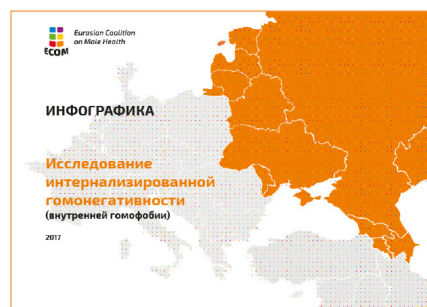 Eurasian Coalition
on Male Health
ECOM
ИНФОГРАФИКА
Исследование
интернализированной
гомонегативности
(внутренней гомофобии)
2017